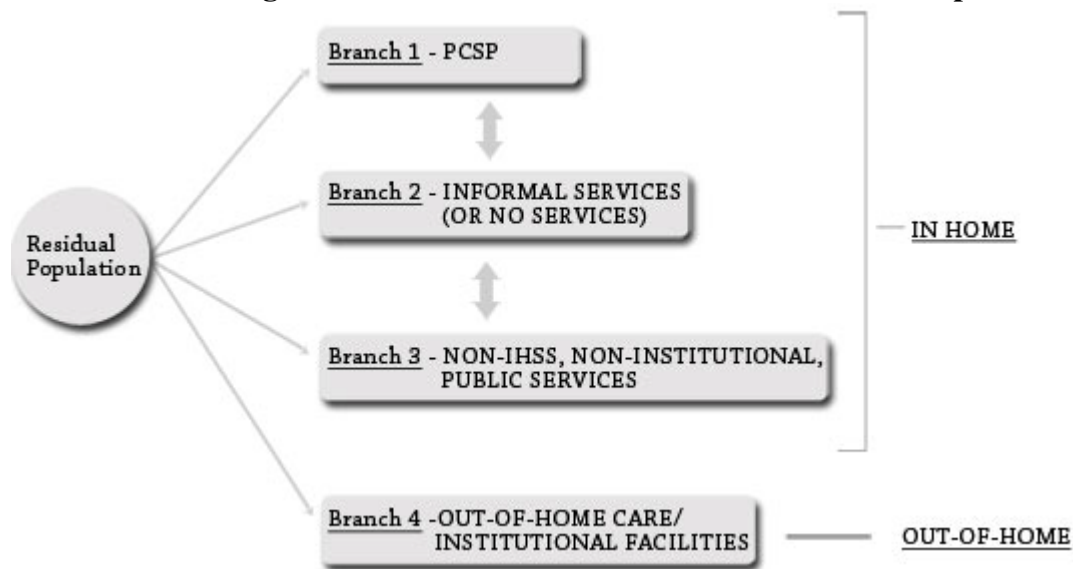 Branch 1 - PCSP
Branch 2 - INFORMAL SERVICES
(OR NO SERVICES)
Residual
Population
IN HOME
Branch 3 - NON-IHSS, NON-INSTITUTIONAL,
PUBLIC SERVICES
Branch 4 -OUT-OF-HOME CARE/
INSTITUTIONAL FACILITIES
OUT-OF-HOME